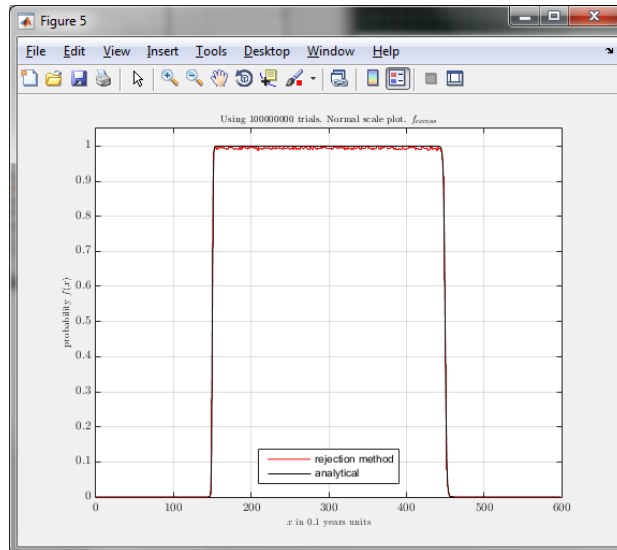 Figure 5
File Edit View Insert Tools Desktop Window Help
Using 100000000 trials. Normal scale plot. f_excess
1
0.9
0.8
0.7
0.6
0.5
0.4
0.3
0.2
0.1
0
probability f(x)
rejection method
analytical
0 100 200 300 400 500 600
x in 0.1 years units